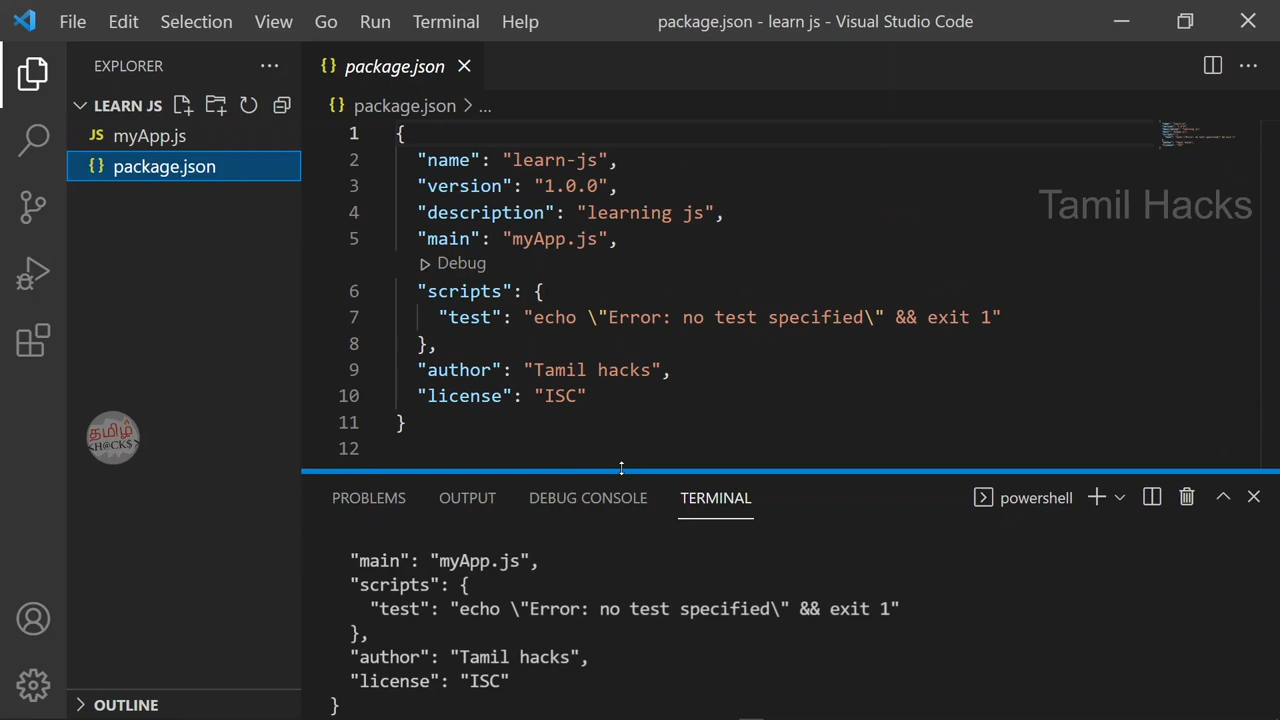 File Edit Selection View Go Run Terminal Help package.json - learn js - Visual Studio Code
EXPLORER
LEARN JS
JS myApp.js
{} package.json
{} package.json
{} package.json > ...
1 {
2 "name": "learn-js",
3 "version": "1.0.0",
4 "description": "learning js",
5 "main": "myApp.js",
Debug
6 "scripts": {
7 "test": "echo \"Error: no test specified\" && exit 1"
8 },
9 "author": "Tamil hacks",
10 "license": "ISC"
11 }
12
Tamil Hacks
தமிழ்
<H@CK$>
PROBLEMS OUTPUT DEBUG CONSOLE TERMINAL powershell
"main": "myApp.js",
"scripts": {
"test": "echo \"Error: no test specified\" && exit 1"
},
"author": "Tamil hacks",
"license": "ISC"
}
OUTLINE